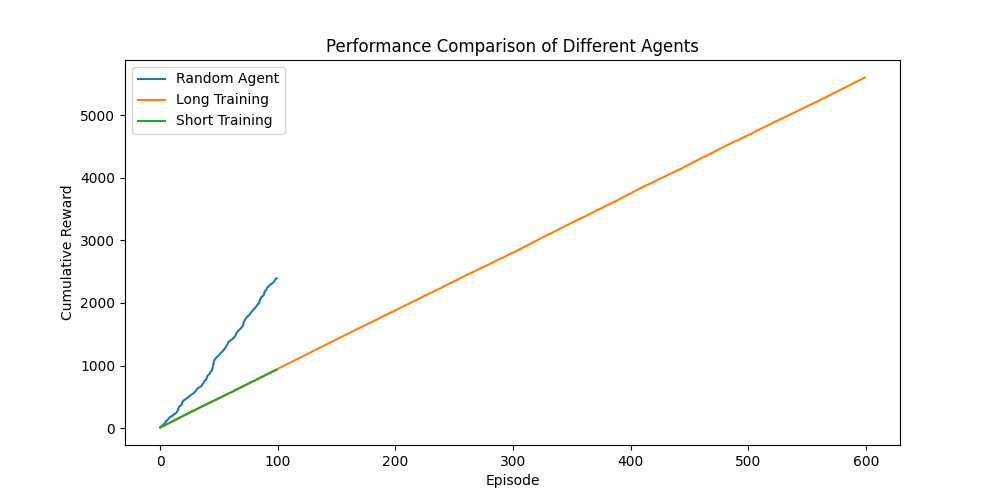 Performance Comparison of Different Agents
Random Agent
Long Training
Short Training
Cumulative Reward
5000
4000
3000
2000
1000
0
0 100 200 300 400 500 600
Episode